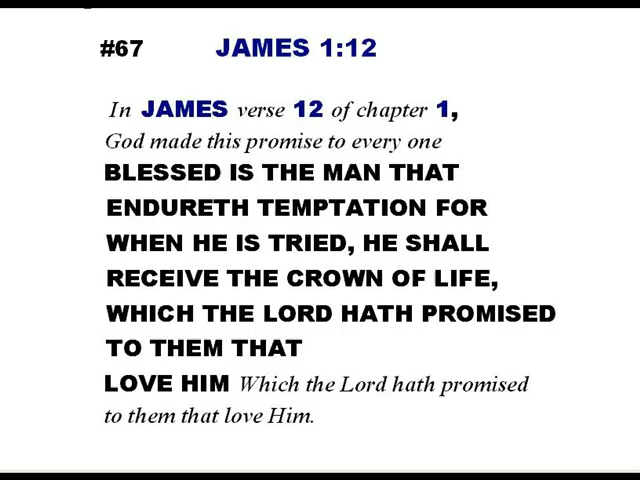 #67 JAMES 1:12
In JAMES verse 12 of chapter 1,
God made this promise to every one
BLESSED IS THE MAN THAT
ENDURETH TEMPTATION FOR
WHEN HE IS TRIED, HE SHALL
RECEIVE THE CROWN OF LIFE,
WHICH THE LORD HATH PROMISED
TO THEM THAT
LOVE HIM Which the Lord hath promised
to them that love Him.